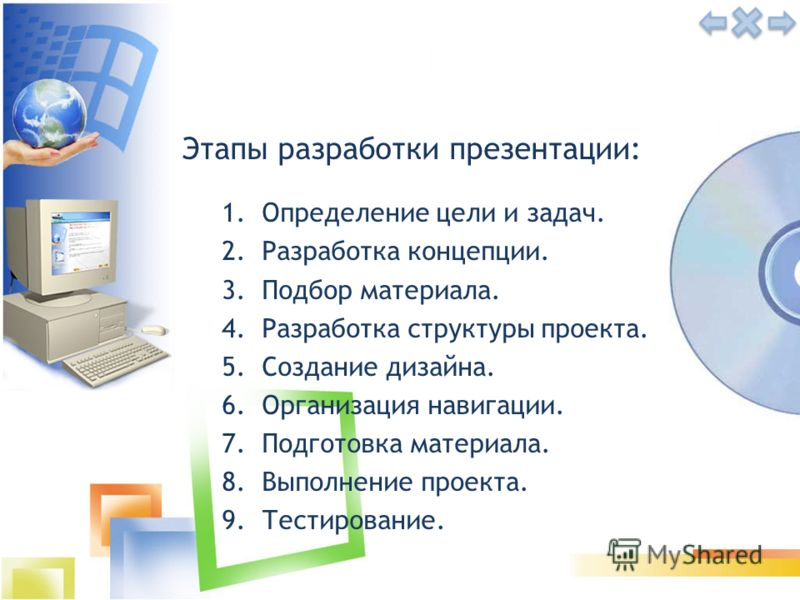 Этапы разработки презентации:
1. Определение цели и задач.
2. Разработка концепции.
3. Подбор материала.
4. Разработка структуры проекта.
5. Создание дизайна.
6. Организация навигации.
7. Подготовка материала.
8. Выполнение проекта.
9. Тестирование.
MyShared